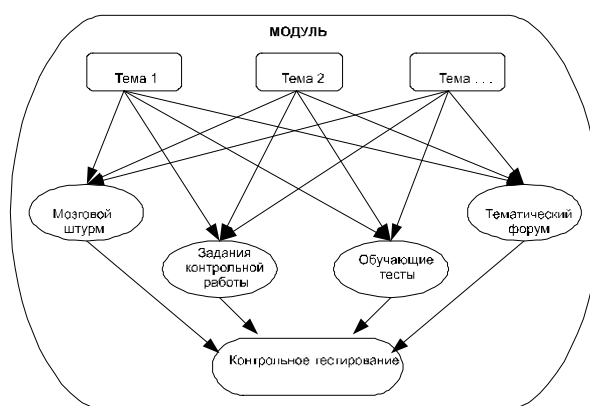 МОДУЛЬ
Тема 1
Тема 2
Тема . . .
Мозговой
штурм
Тематический
форум
Задания
контрольной
работы
Обучающие
тесты
Контрольное тестирование